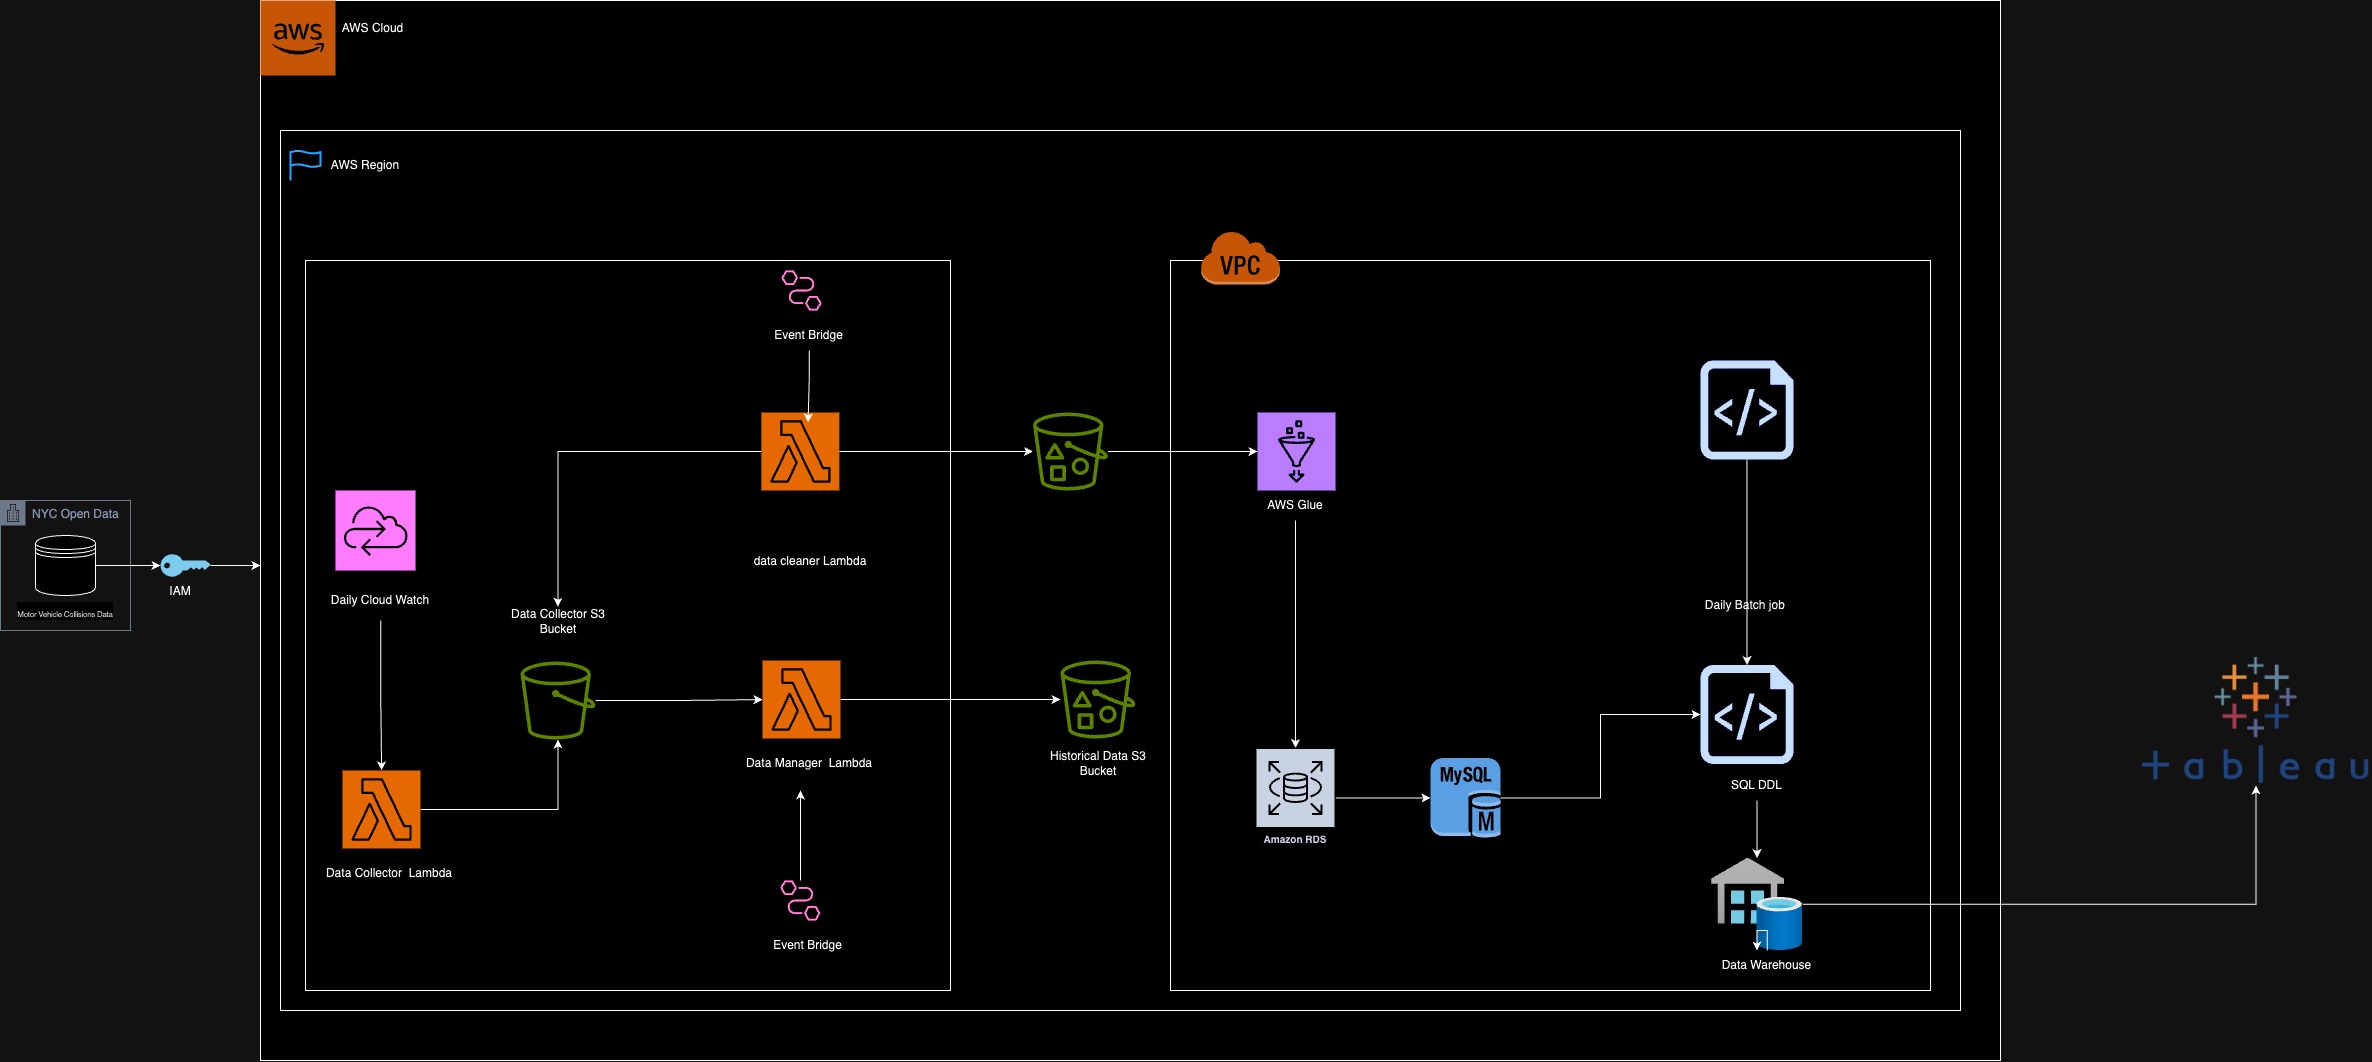 aws
AWS Cloud
AWS Region
VPC
Event Bridge
AWS Glue
NYC Open Data
Motor Vehicle Collisions Data
IAM
data cleaner Lambda
Daily Cloud Watch
Data Collector S3
Bucket
Daily Batch job
Data Manager  Lambda
Historical Data S3
Bucket
MySQL
M
Amazon RDS
SQL DDL
+ableau
Data Collector  Lambda
Event Bridge
Data Warehouse